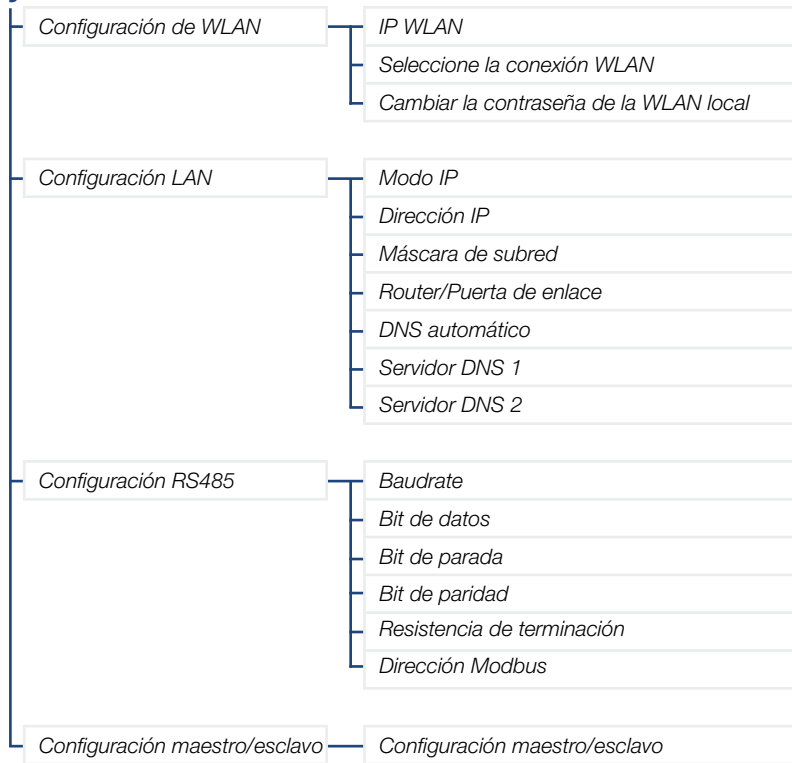 Configuración de WLAN
IP WLAN
Seleccione la conexión WLAN
Cambiar la contraseña de la WLAN local
Configuración LAN
Modo IP
Dirección IP
Máscara de subred
Router/Puerta de enlace
DNS automático
Servidor DNS 1
Servidor DNS 2
Configuración RS485
Baudrate
Bit de datos
Bit de parada
Bit de paridad
Resistencia de terminación
Dirección Modbus
Configuración maestro/esclavo
Configuración maestro/esclavo